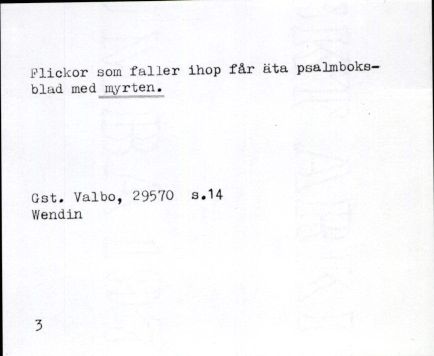 Flickor som faller ihop får äta psalmboks-
blad med myrten.
Gst. Valbo, 29570 s.14
Wendin
3